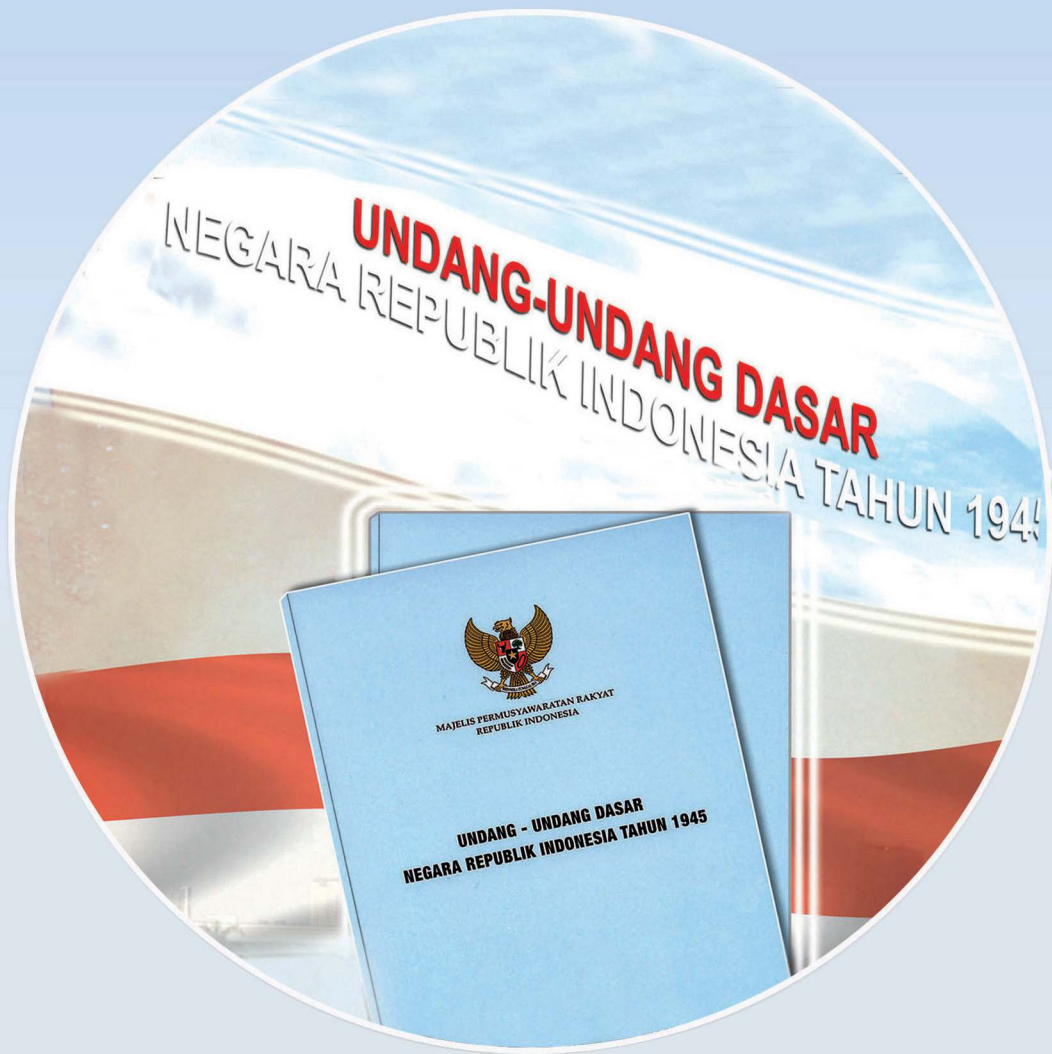 UNDANG-UNDANG DASAR
NEGARA REPUBLIK INDONESIA TAHUN 194
MAJELIS PERMUSYAWARATAN RAKYAT
REPUBLIK INDONESIA
UNDANG - UNDANG DASAR
NEGARA REPUBLIK INDONESIA TAHUN 1945